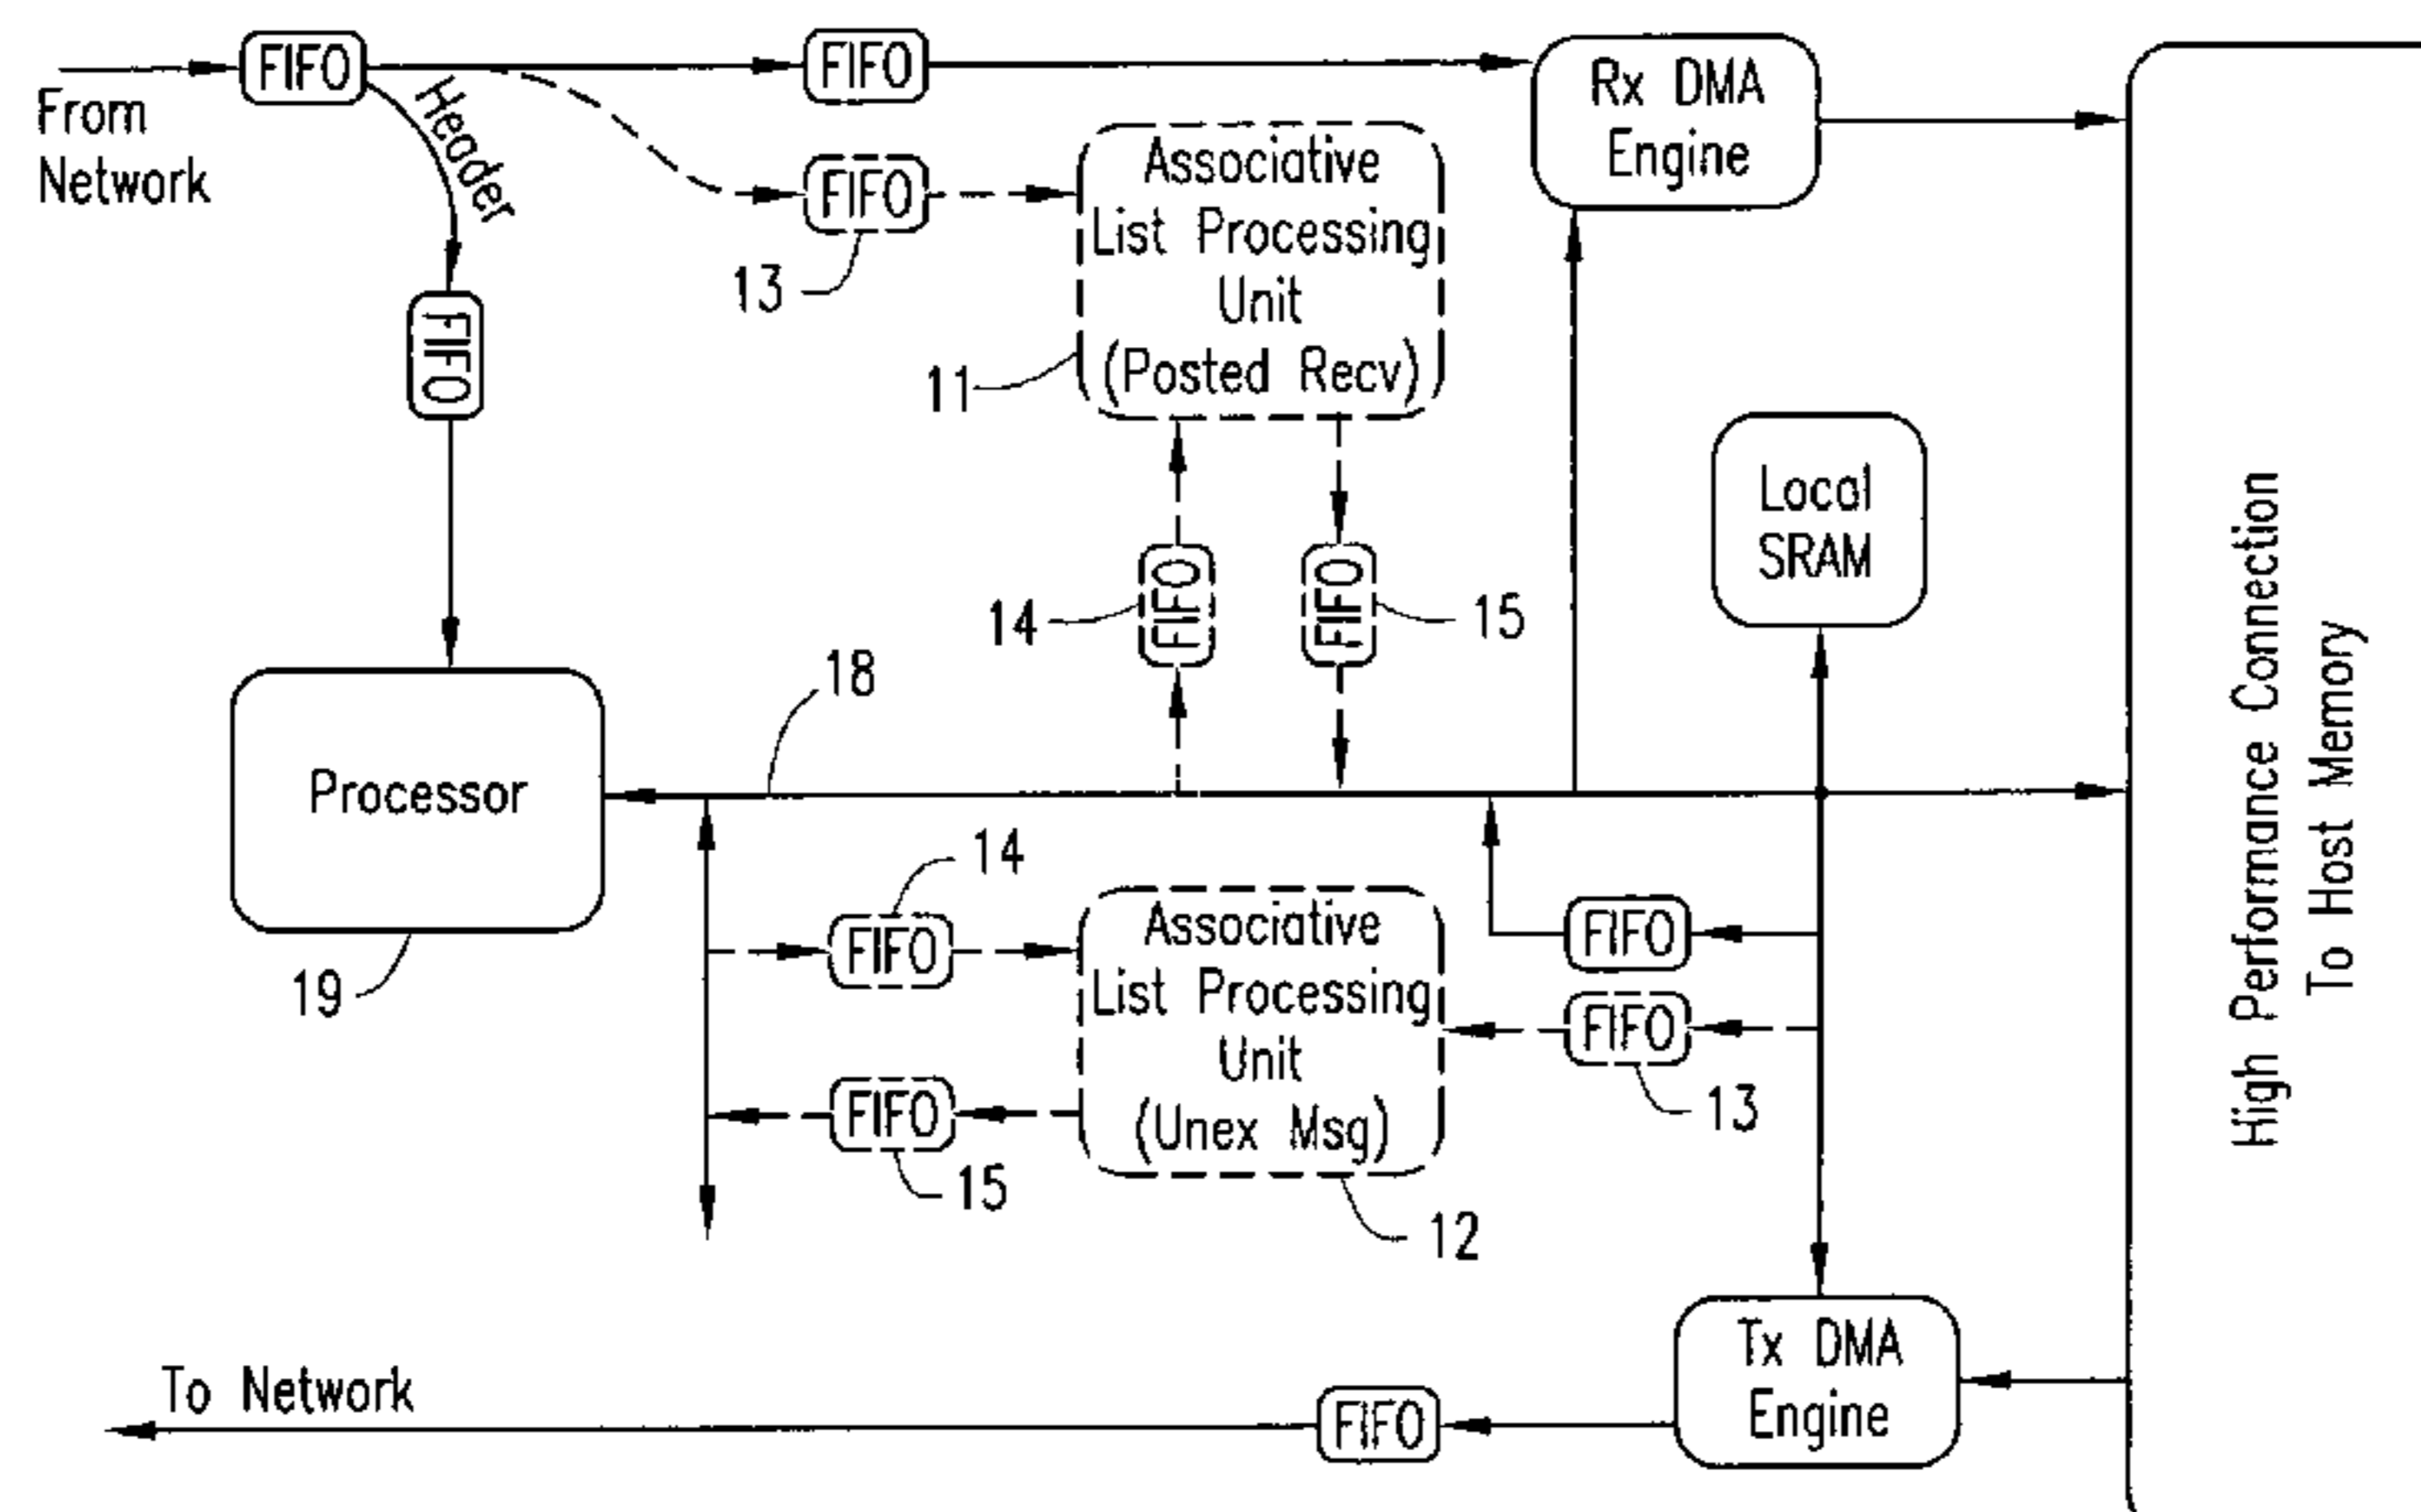 FIFO
From
Network
Header
FIFO
Rx DMA
Engine
FIFO
13
Associative
List Processing
Unit
(Posted Recv)
11
FIFO
14
FIFO
15
FIFO
Local
SRAM
High Performance Connection
To Host Memory
18
Processor
19
14
FIFO
Associative
List Processing
Unit
(Unex Msg)
12
FIFO
FIFO
13
FIFO
15
Tx DMA
Engine
To Network
FIFO